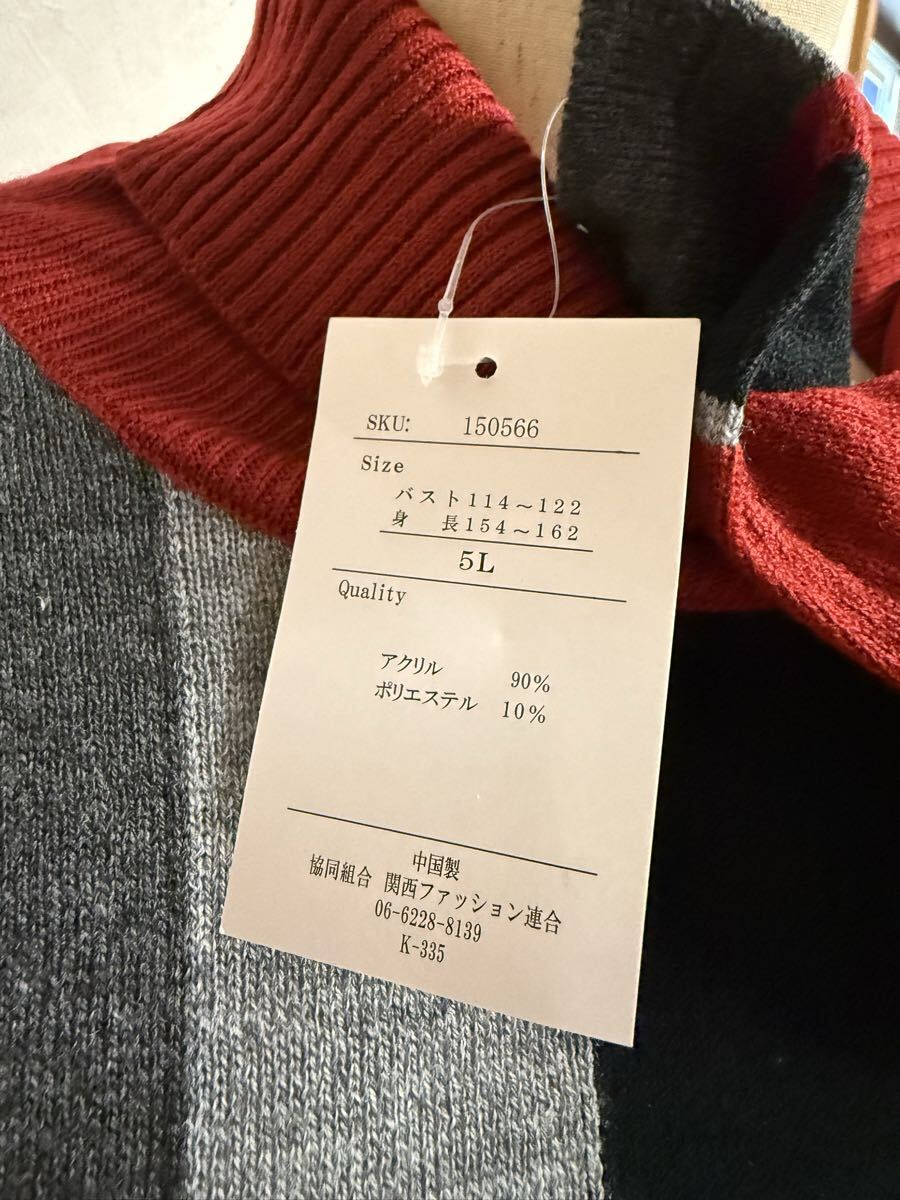 SKU: 150566
Size
バスト114～122
身 長154～162
5L
Quality
アクリル 90%
ポリエステル 10%
中国製
協同組合 関西ファッション連合
06-6228-8139
K-335